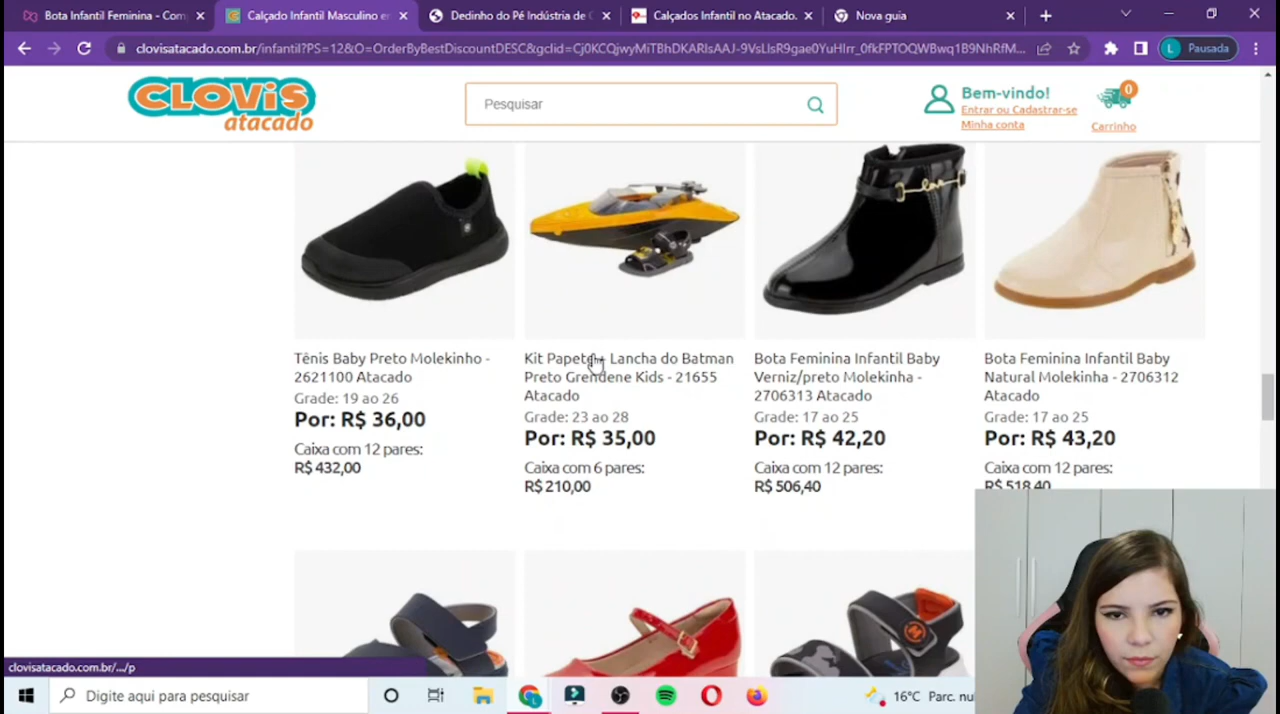 Bota Infantil Feminina - Com
Calçado Infantil Masculino e
Dedinho do Pé Indústria de C
Calçados Infantil no Atacado.
Nova guia
clovisatacado.com.br/infantil?PS=12&O=OrderByBestDiscountDESC&gclid=Cj0KCQjwyMiTBhDKARIsAAJ-9VsLlsR9gae0YuHIrr_0fkFPTOQWBwq1B9NhRfM...
L Pausada
CLOVIS
atacado
Pesquisar
Bem-vindo!
Entrar ou Cadastrar-se
Minha conta
0
Carrinho
Tênis Baby Preto Molekinho -
2621100 Atacado
Grade: 19 ao 26
Por: R$ 36,00
Caixa com 12 pares:
R$ 432,00
Kit Papete - Lancha do Batman
Preto Grendene Kids - 21655
Atacado
Grade: 23 ao 28
Por: R$ 35,00
Caixa com 6 pares:
R$ 210,00
Bota Feminina Infantil Baby
Verniz/preto Molekinha -
2706313 Atacado
Grade: 17 ao 25
Por: R$ 42,20
Caixa com 12 pares:
R$ 506,40
Bota Feminina Infantil Baby
Natural Molekinha - 2706312
Atacado
Grade: 17 ao 25
Por: R$ 43,20
Caixa com 12 pares:
R$ 518,40
clovisatacado.com.br/.../p
Digite aqui para pesquisar
16°C Parc. nu